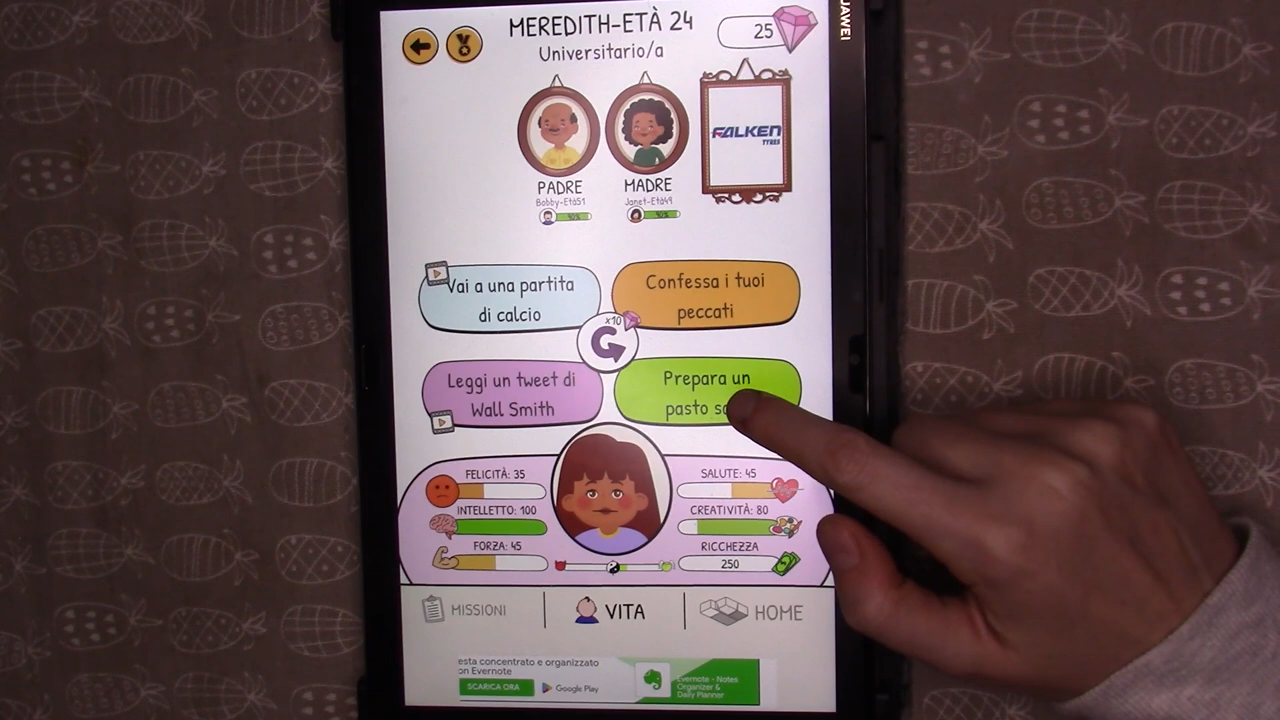 MEREDITH-ETÀ 24
Universitario/a
25
HUAWEI
FALKEN
TYRES
PADRE
Bobby-Età51
MADRE
Janet-Età49
Vai a una partita
di calcio
Confessa i tuoi
peccati
x10
Leggi un tweet di
Wall Smith
Prepara un
pasto
FELICITÀ: 35
SALUTE: 45
INTELLETTO: 100
CREATIVITÀ: 80
FORZA: 45
RICCHEZZA
250
MISSIONI
VITA
HOME
esta concentrato e organizzato
on Evernote
SCARICA ORA
Google Play
Evernote - Notes
Organizer &
Daily Planner